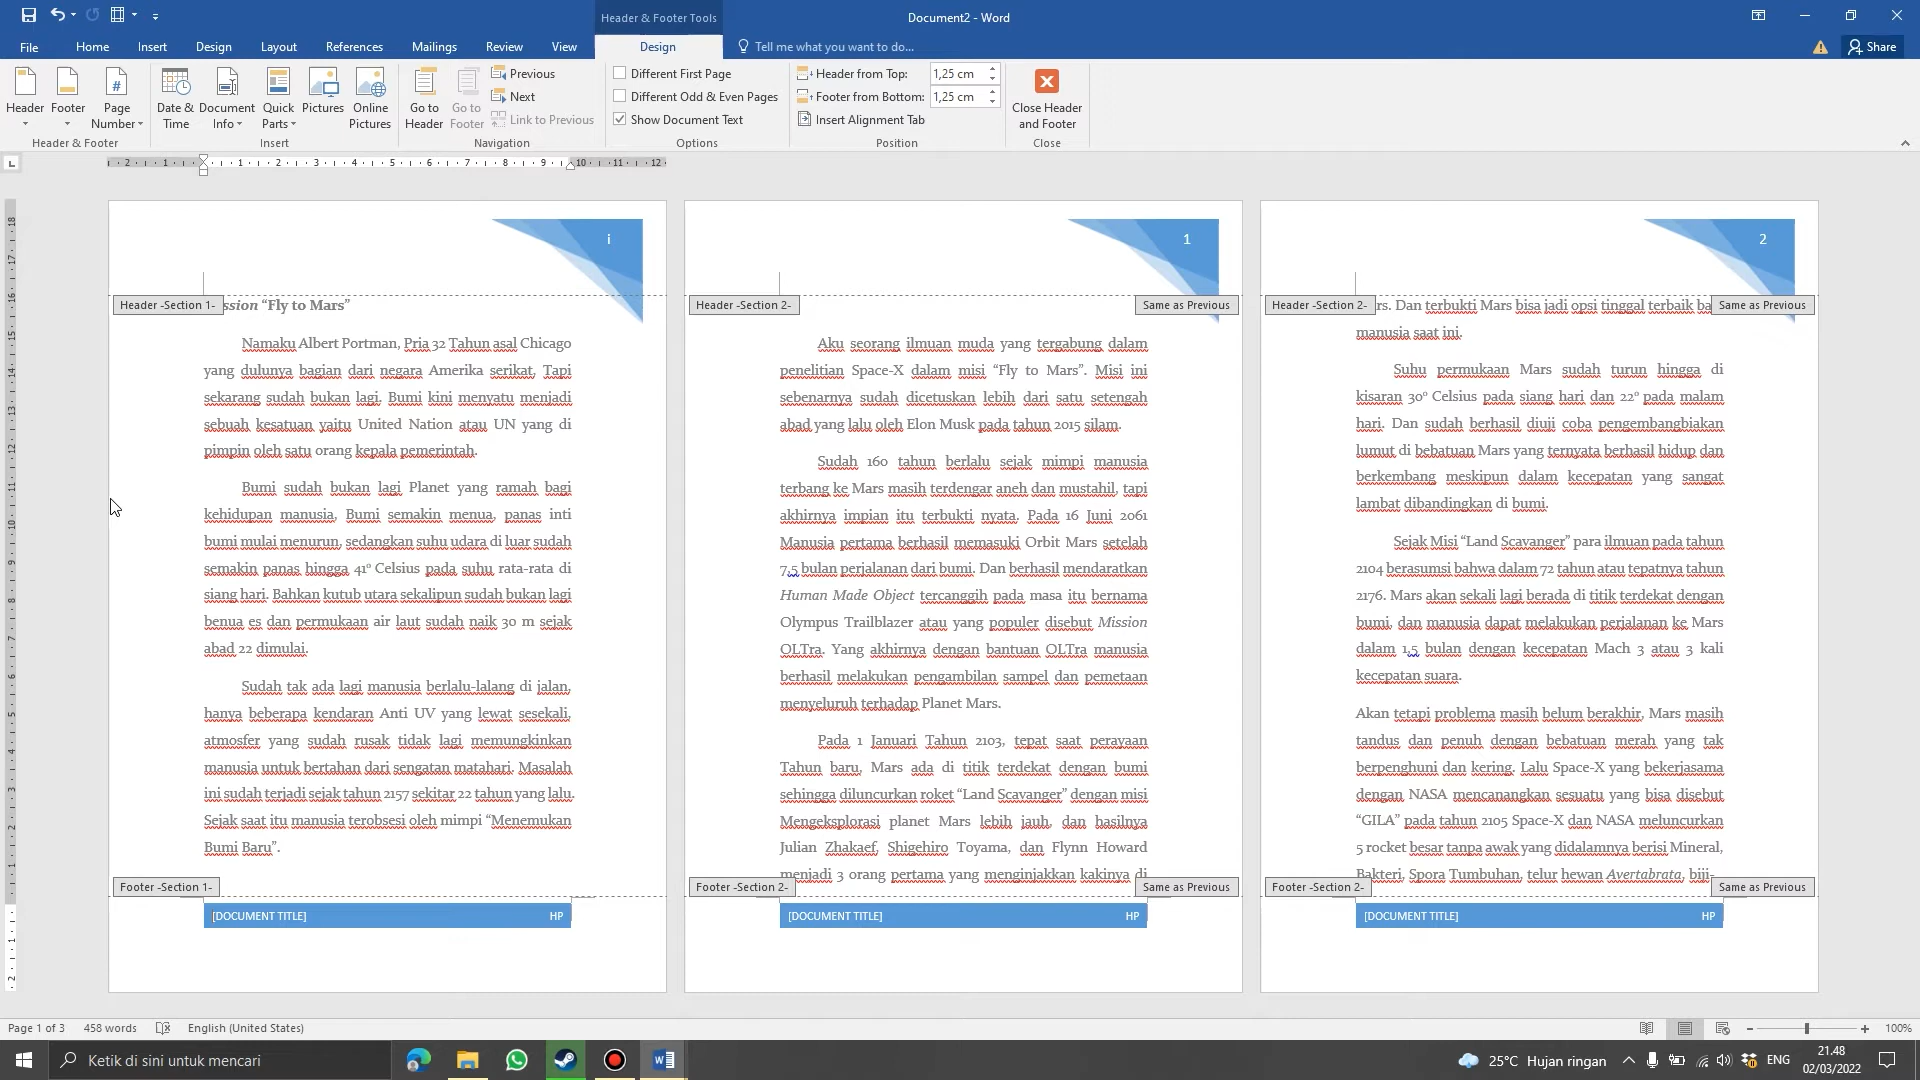 Header & Footer Tools
Document2 - Word
File Home Insert Design Layout References Mailings Review View Design Tell me what you want to do... Share
Header
Footer
Page Number
Header & Footer
Date & Time
Document Info
Quick Parts
Pictures
Online Pictures
Insert
Go to Header
Go to Footer
Previous
Next
Link to Previous
Navigation
Different First Page
Different Odd & Even Pages
Show Document Text
Options
Header from Top: 1,25 cm
Footer from Bottom: 1,25 cm
Insert Alignment Tab
Position
Close Header and Footer
Close
i
Header -Section 1-
ssion “Fly to Mars”
Namaku Albert Portman, Pria 32 Tahun asal Chicago
yang dulunya bagian dari negara Amerika serikat, Tapi
sekarang sudah bukan lagi. Bumi kini menyatu menjadi
sebuah kesatuan yaitu United Nation atau UN yang di
pimpin oleh satu orang kepala pemerintah.
Bumi sudah bukan lagi Planet yang ramah bagi
kehidupan manusia, Bumi semakin menua, panas inti
bumi mulai menurun, sedangkan suhu udara di luar sudah
semakin panas hingga 41º Celsius pada suhu rata-rata di
siang hari. Bahkan kutub utara sekalipun sudah bukan lagi
benua es dan permukaan air laut sudah naik 30 m sejak
abad 22 dimulai.
Sudah tak ada lagi manusia berlalu-lalang di jalan,
hanya beberapa kendaran Anti UV yang lewat sesekali,
atmosfer yang sudah rusak tidak lagi memungkinkan
manusia untuk bertahan dari sengatan matahari. Masalah
ini sudah terjadi sejak tahun 2157 sekitar 22 tahun yang lalu.
Sejak saat itu manusia terobsesi oleh mimpi “Menemukan
Bumi Baru”.
Footer -Section 1-
[DOCUMENT TITLE] HP
1
Header -Section 2-
Same as Previous
Aku seorang ilmuan muda yang tergabung dalam
penelitian Space-X dalam misi “Fly to Mars”. Misi ini
sebenarnya sudah dicetuskan lebih dari satu setengah
abad yang lalu oleh Elon Musk pada tahun 2015 silam.
Sudah 160 tahun berlalu sejak mimpi manusia
terbang ke Mars masih terdengar aneh dan mustahil, tapi
akhirnya impian itu terbukti nyata. Pada 16 Juni 2061
Manusia pertama berhasil memasuki Orbit Mars setelah
7,5 bulan perjalanan dari bumi. Dan berhasil mendaratkan
Human Made Object tercanggih pada masa itu bernama
Olympus Trailblazer atau yang populer disebut Mission
OLTra. Yang akhirnya dengan bantuan OLTra manusia
berhasil melakukan pengambilan sampel dan pemetaan
menyeluruh terhadap Planet Mars.
Pada 1 Januari Tahun 2103, tepat saat perayaan
Tahun baru, Mars ada di titik terdekat dengan bumi
sehingga diluncurkan roket “Land Scavanger” dengan misi
Mengeksplorasi planet Mars lebih jauh, dan hasilnya
Julian Zhakaef, Shigehiro Toyama, dan Flynn Howard
menjadi 3 orang pertama yang menginjakkan kakinya di
Footer -Section 2-
Same as Previous
[DOCUMENT TITLE] HP
2
Header -Section 2-
Same as Previous
rs. Dan terbukti Mars bisa jadi opsi tinggal terbaik ba
manusia saat ini.
Suhu permukaan Mars sudah turun hingga di
kisaran 30º Celsius pada siang hari dan 22º pada malam
hari. Dan sudah berhasil diuji coba pengembangbiakan
lumut di bebatuan Mars yang ternyata berhasil hidup dan
berkembang meskipun dalam kecepatan yang sangat
lambat dibandingkan di bumi.
Sejak Misi “Land Scavanger” para ilmuan pada tahun
2104 berasumsi bahwa dalam 72 tahun atau tepatnya tahun
2176. Mars akan sekali lagi berada di titik terdekat dengan
bumi, dan manusia dapat melakukan perjalanan ke Mars
dalam 1,5 bulan dengan kecepatan Mach 3 atau 3 kali
kecepatan suara.
Akan tetapi problema masih belum berakhir, Mars masih
tandus dan penuh dengan bebatuan merah yang tak
berpenghuni dan kering. Lalu Space-X yang bekerjasama
dengan NASA mencanangkan sesuatu yang bisa disebut
“GILA” pada tahun 2105 Space-X dan NASA meluncurkan
5 rocket besar tanpa awak yang didalamnya berisi Mineral,
Bakteri, Spora Tumbuhan, telur hewan Avertabrata, biji-
Footer -Section 2-
Same as Previous
[DOCUMENT TITLE] HP
Page 1 of 3 458 words English (United States) 100%
Ketik di sini untuk mencari
25°C Hujan ringan
ENG
21.48
02/03/2022